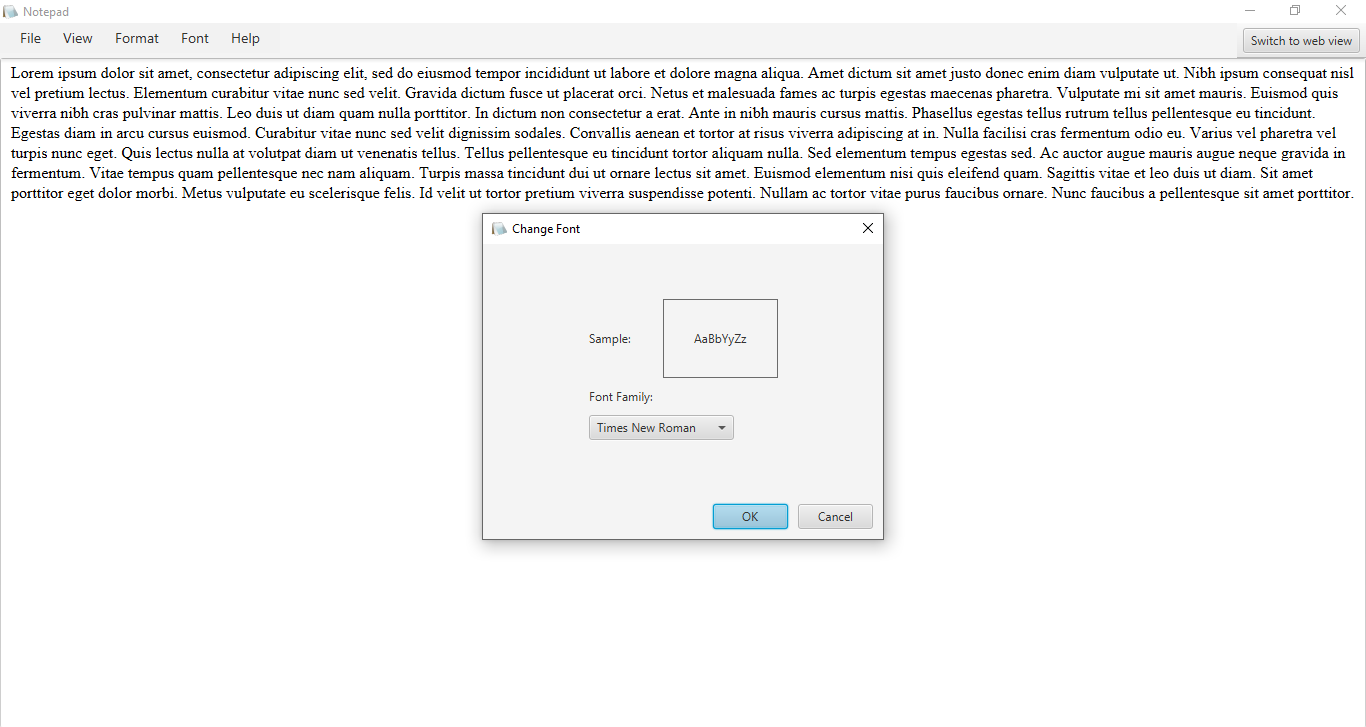 Notepad
File View Format Font Help
Switch to web view
Lorem ipsum dolor sit amet, consectetur adipiscing elit, sed do eiusmod tempor incididunt ut labore et dolore magna aliqua. Amet dictum sit amet justo donec enim diam vulputate ut. Nibh ipsum consequat nisl
vel pretium lectus. Elementum curabitur vitae nunc sed velit. Gravida dictum fusce ut placerat orci. Netus et malesuada fames ac turpis egestas maecenas pharetra. Vulputate mi sit amet mauris. Euismod quis
viverra nibh cras pulvinar mattis. Leo duis ut diam quam nulla porttitor. In dictum non consectetur a erat. Ante in nibh mauris cursus mattis. Phasellus egestas tellus rutrum tellus pellentesque eu tincidunt.
Egestas diam in arcu cursus euismod. Curabitur vitae nunc sed velit dignissim sodales. Convallis aenean et tortor at risus viverra adipiscing at in. Nulla facilisi cras fermentum odio eu. Varius vel pharetra vel
turpis nunc eget. Quis lectus nulla at volutpat diam ut venenatis tellus. Tellus pellentesque eu tincidunt tortor aliquam nulla. Sed elementum tempus egestas sed. Ac auctor augue mauris augue neque gravida in
fermentum. Vitae tempus quam pellentesque nec nam aliquam. Turpis massa tincidunt dui ut ornare lectus sit amet. Euismod elementum nisi quis eleifend quam. Sagittis vitae et leo duis ut diam. Sit amet
porttitor eget dolor morbi. Metus vulputate eu scelerisque felis. Id velit ut tortor pretium viverra suspendisse potenti. Nullam ac tortor vitae purus faucibus ornare. Nunc faucibus a pellentesque sit amet porttitor.
Change Font
Sample:
AaBbYyZz
Font Family:
Times New Roman
OK
Cancel